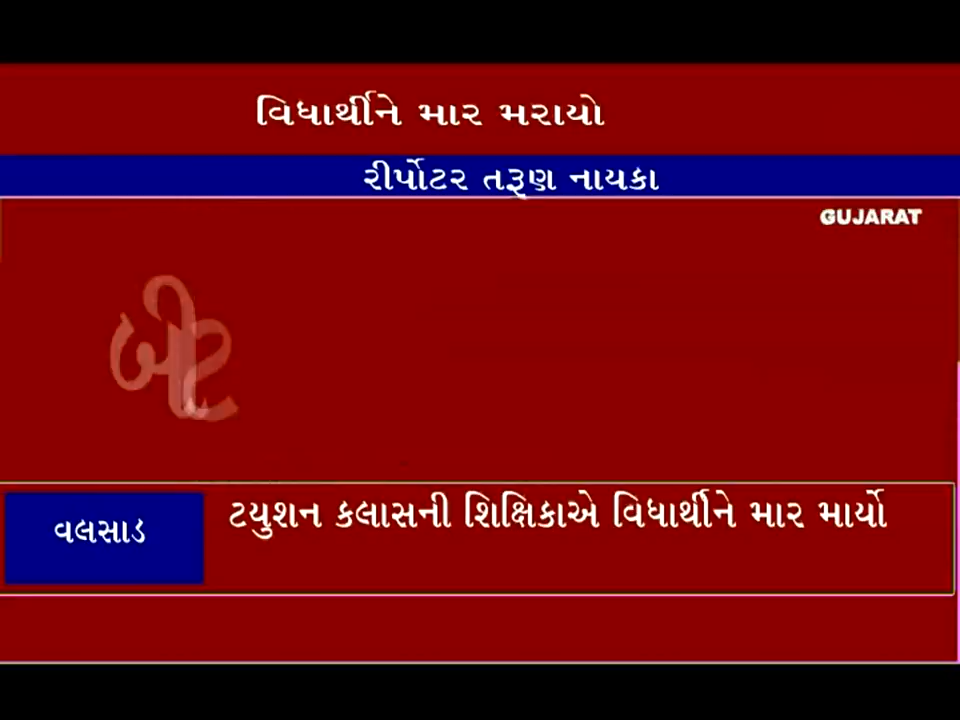 વિધાર્થીને માર મરાયો
રીર્પોટર તરૂણ નાયકા
GUJARAT
બીટ
વલસાડ
ટયુશન કલાસની શિક્ષિકાએ વિધાર્થીને માર માર્યો